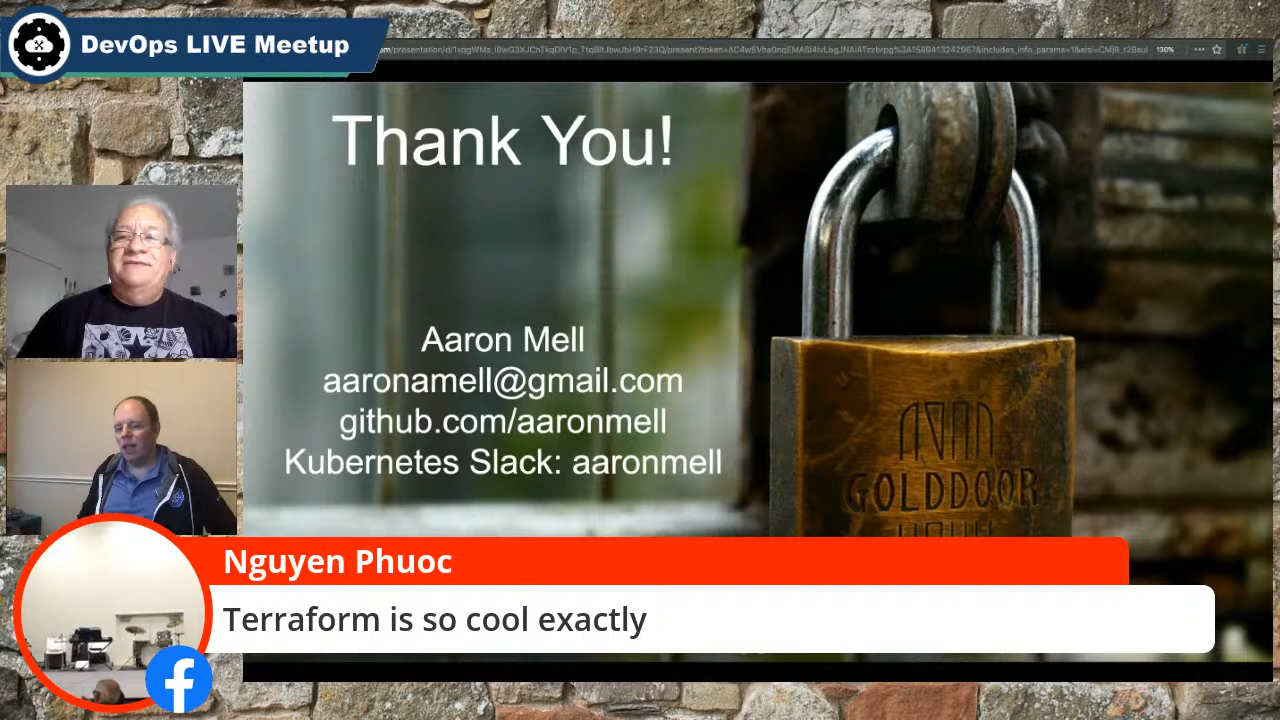 DevOps LIVE Meetup
130%
Thank You!
Aaron Mell
aaronamell@gmail.com
github.com/aaronmell
Kubernetes Slack: aaronmell
GOLDDOOR
Nguyen Phuoc
Terraform is so cool exactly